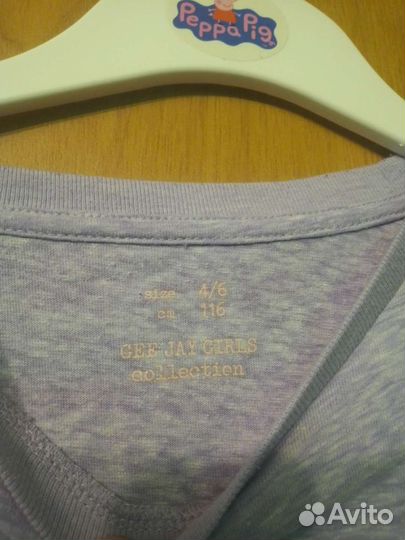 Peppa Pig
size 4/6
cm 116
GEE JAY GIRLS
collection
Avito